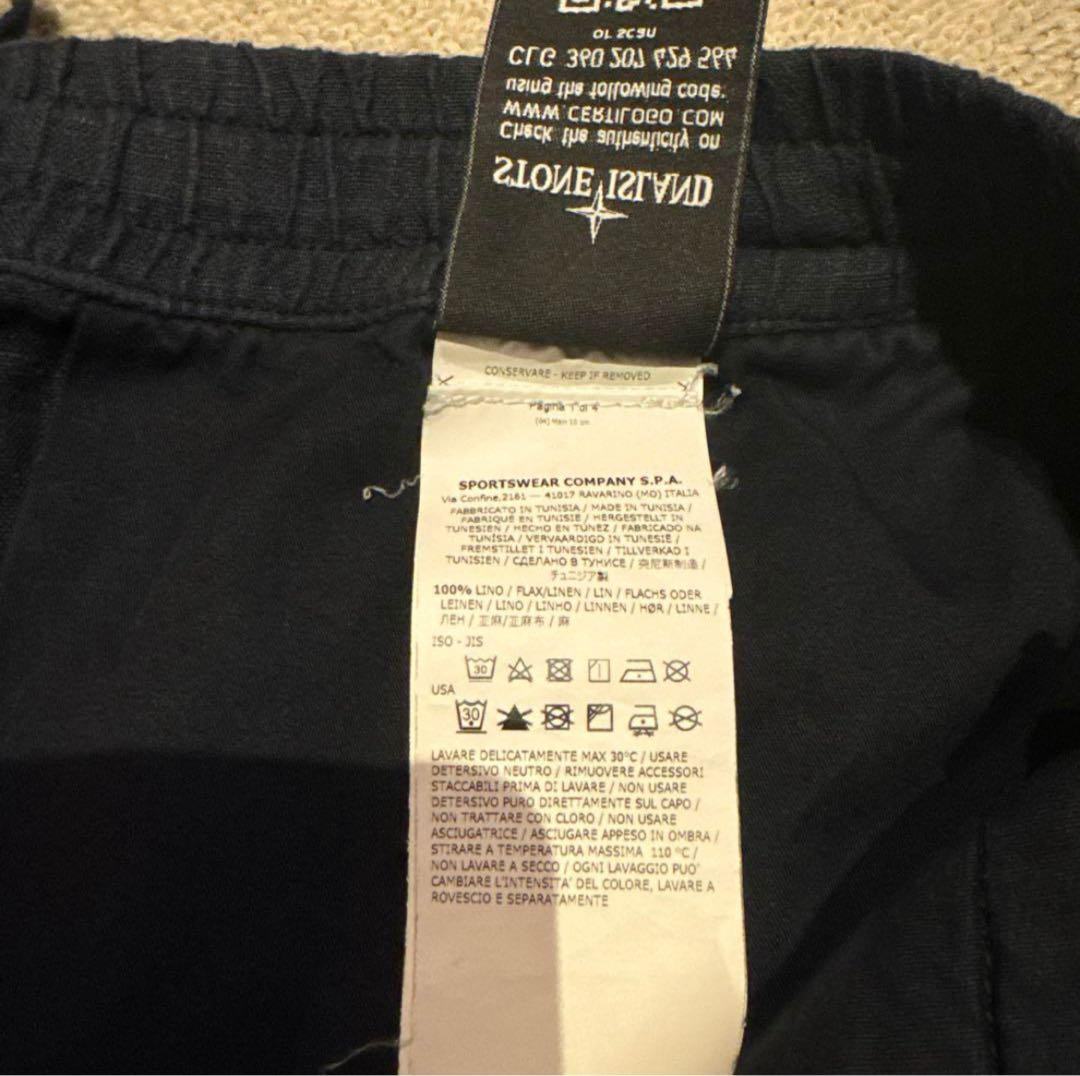 OR SCAN
CLG 360 207 429 564
using the following code:
WWW.CERTILOGO.COM
Check the authenticity on
STONE ISLAND
CONSERVARE - KEEP IF REMOVED
Pagina 1 di 4
SPORTSWEAR COMPANY S.P.A.
Via Confine,2161 — 41017 RAVARINO (MO) ITALIA
FABBRICATO IN TUNISIA / MADE IN TUNISIA /
FABRIQUÉ EN TUNISIE / HERGESTELLT IN
TUNESIEN / HECHO EN TÚNEZ / FABRICADO NA
TUNÍSIA / VERVAARDIGD IN TUNESIË /
FREMSTILLET I TUNESIEN / TILLVERKAD I
TUNISIEN / СДЕЛАНО В ТУНИСЕ / 突尼斯制造 /
チュニジア製
100% LINO / FLAX/LINEN / LIN / FLACHS ODER
LEINEN / LINO / LINHO / LINNEN / HØR / LINNE /
ЛЕН / 亚麻/亚麻布 / 麻
ISO - JIS
30
USA
30
LAVARE DELICATAMENTE MAX 30°C / USARE
DETERSIVO NEUTRO / RIMUOVERE ACCESSORI
STACCABILI PRIMA DI LAVARE / NON USARE
DETERSIVO PURO DIRETTAMENTE SUL CAPO /
NON TRATTARE CON CLORO / NON USARE
ASCIUGATRICE / ASCIUGARE APPESO IN OMBRA /
STIRARE A TEMPERATURA MASSIMA 110 °C /
NON LAVARE A SECCO / OGNI LAVAGGIO PUO'
CAMBIARE L'INTENSITA' DEL COLORE, LAVARE A
ROVESCIO E SEPARATAMENTE